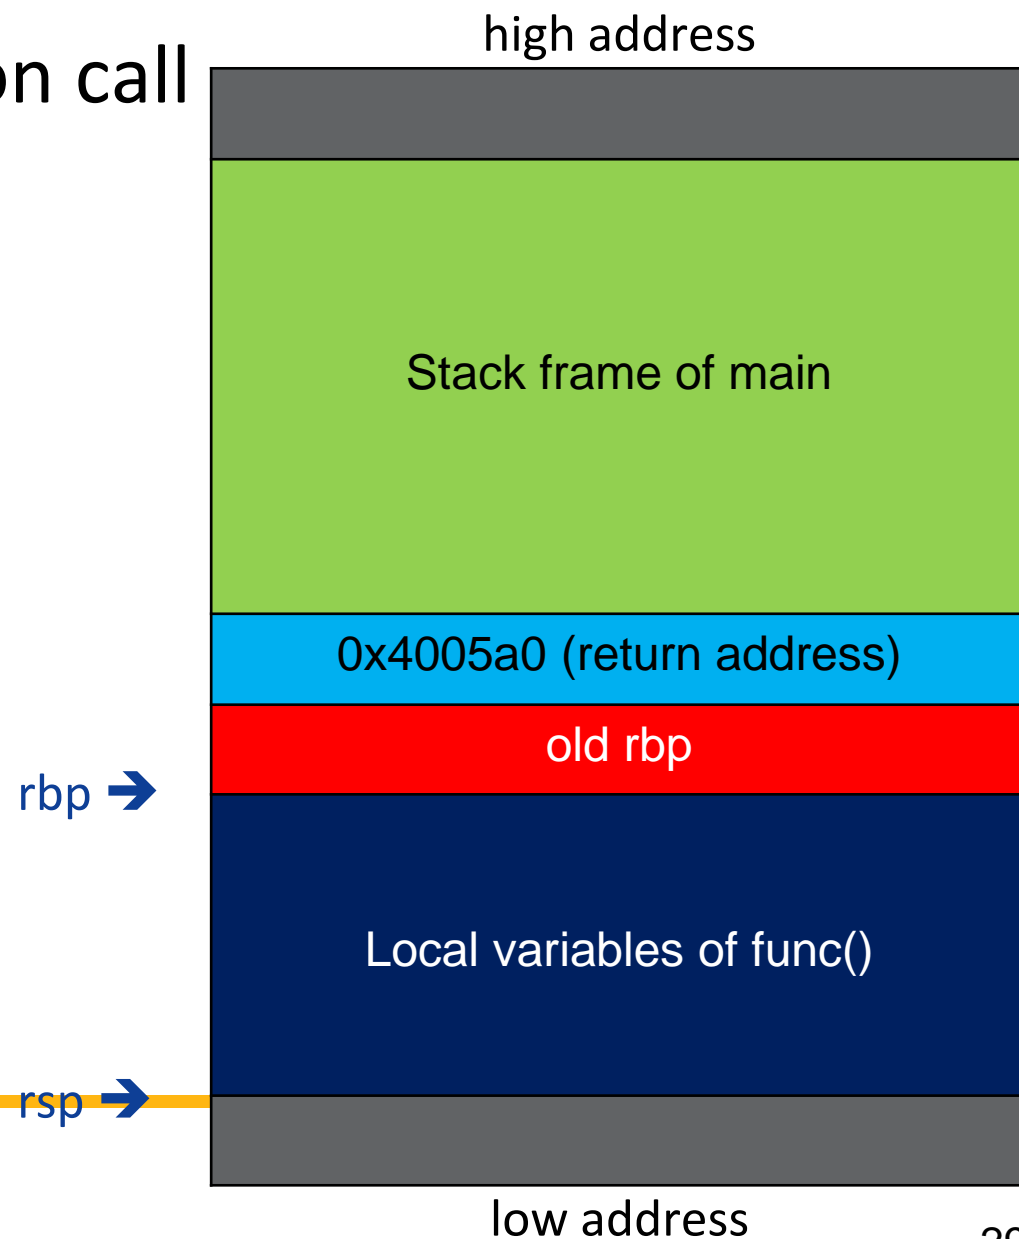 high address
on call
Stack frame of main
0x4005a0 (return address)
old rbp
rbp ➔
Local variables of func()
rsp ➔
low address